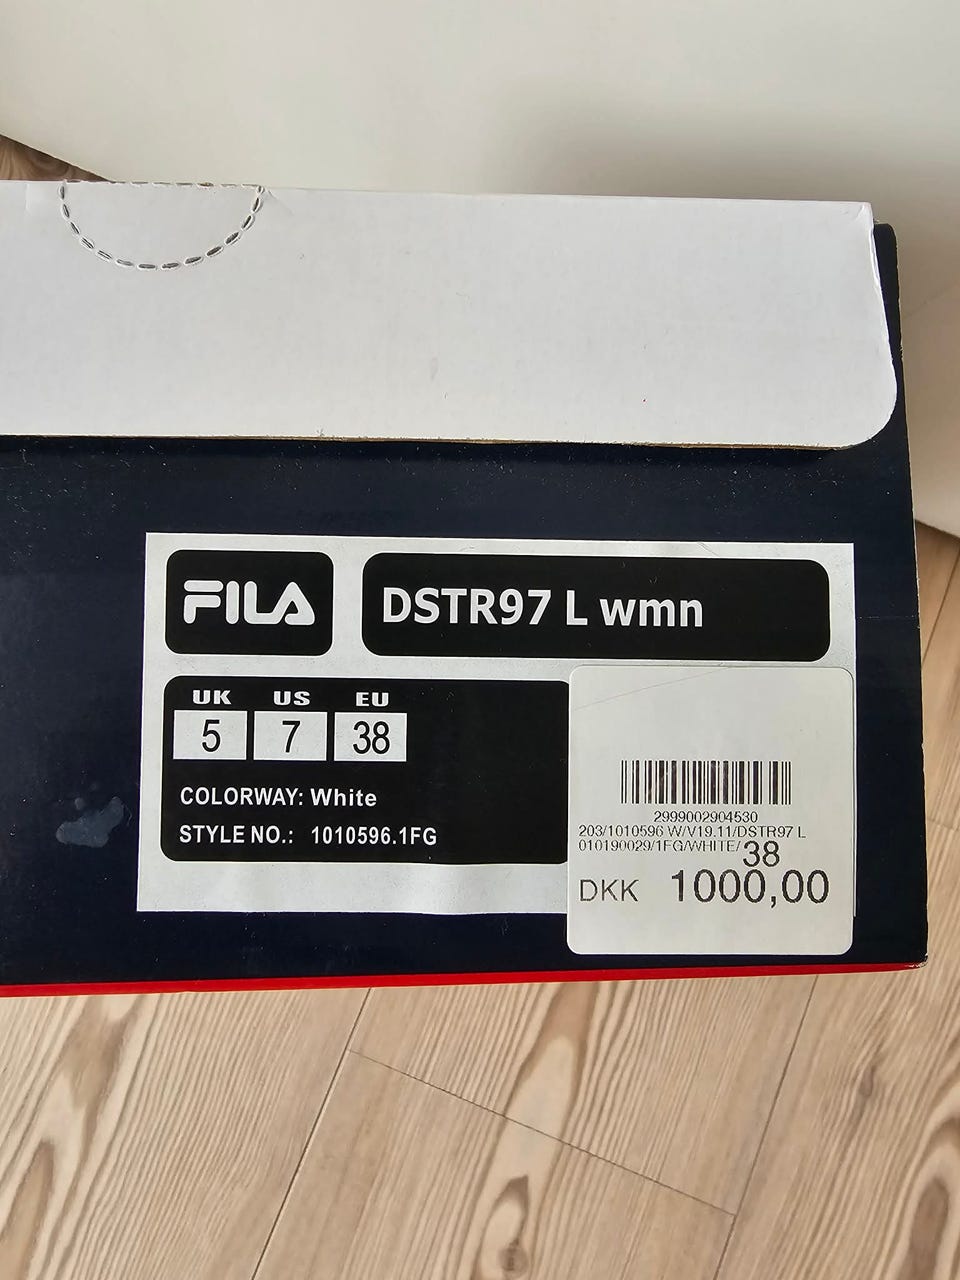 FILA
DSTR97 L wmn
UK US EU
5 7 38
COLORWAY: White
STYLE NO.: 1010596.1FG
2999002904530
203/1010596 W/V19.11/DSTR97 L
010190029/1FG/WHITE/38
DKK 1000,00